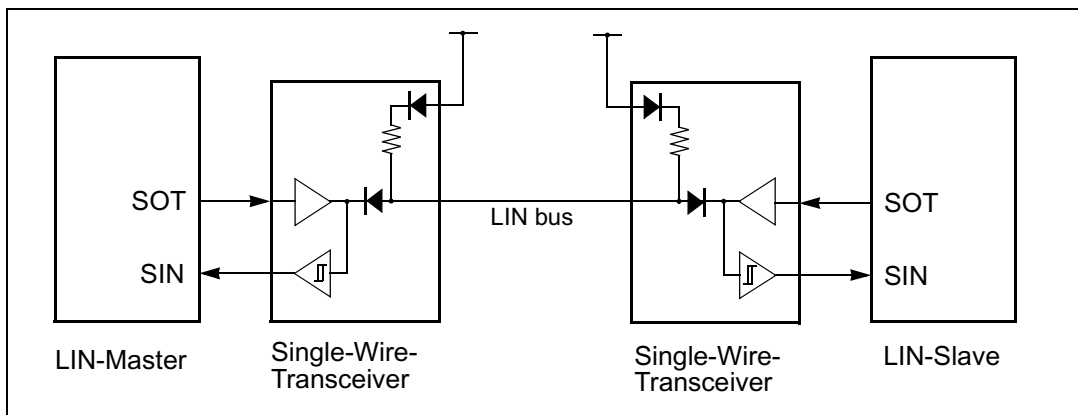 SOT
SIN
LIN bus
SOT
SIN
LIN-Master
Single-Wire-
Transceiver
Single-Wire-
Transceiver
LIN-Slave